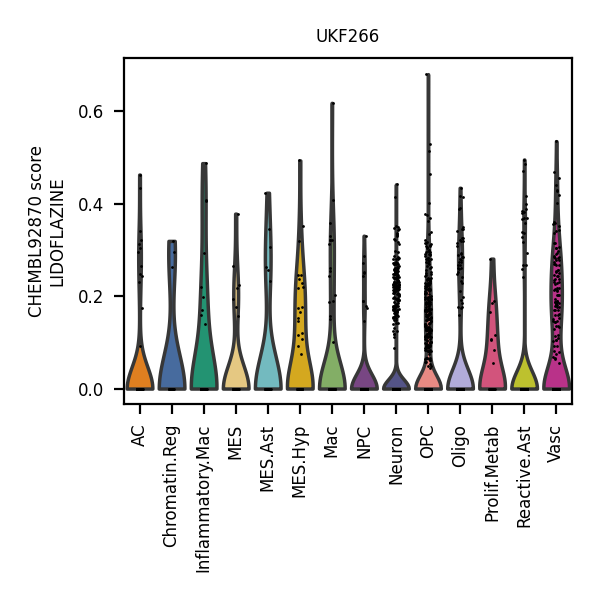 UKF266
CHEMBL92870 score
LIDOFLAZINE
0.6
0.4
0.2
0.0
AC
Chromatin.Reg
Inflammatory.Mac
MES
MES.Ast
MES.Hyp
Mac
NPC
Neuron
OPC
Oligo
Prolif.Metab
Reactive.Ast
Vasc